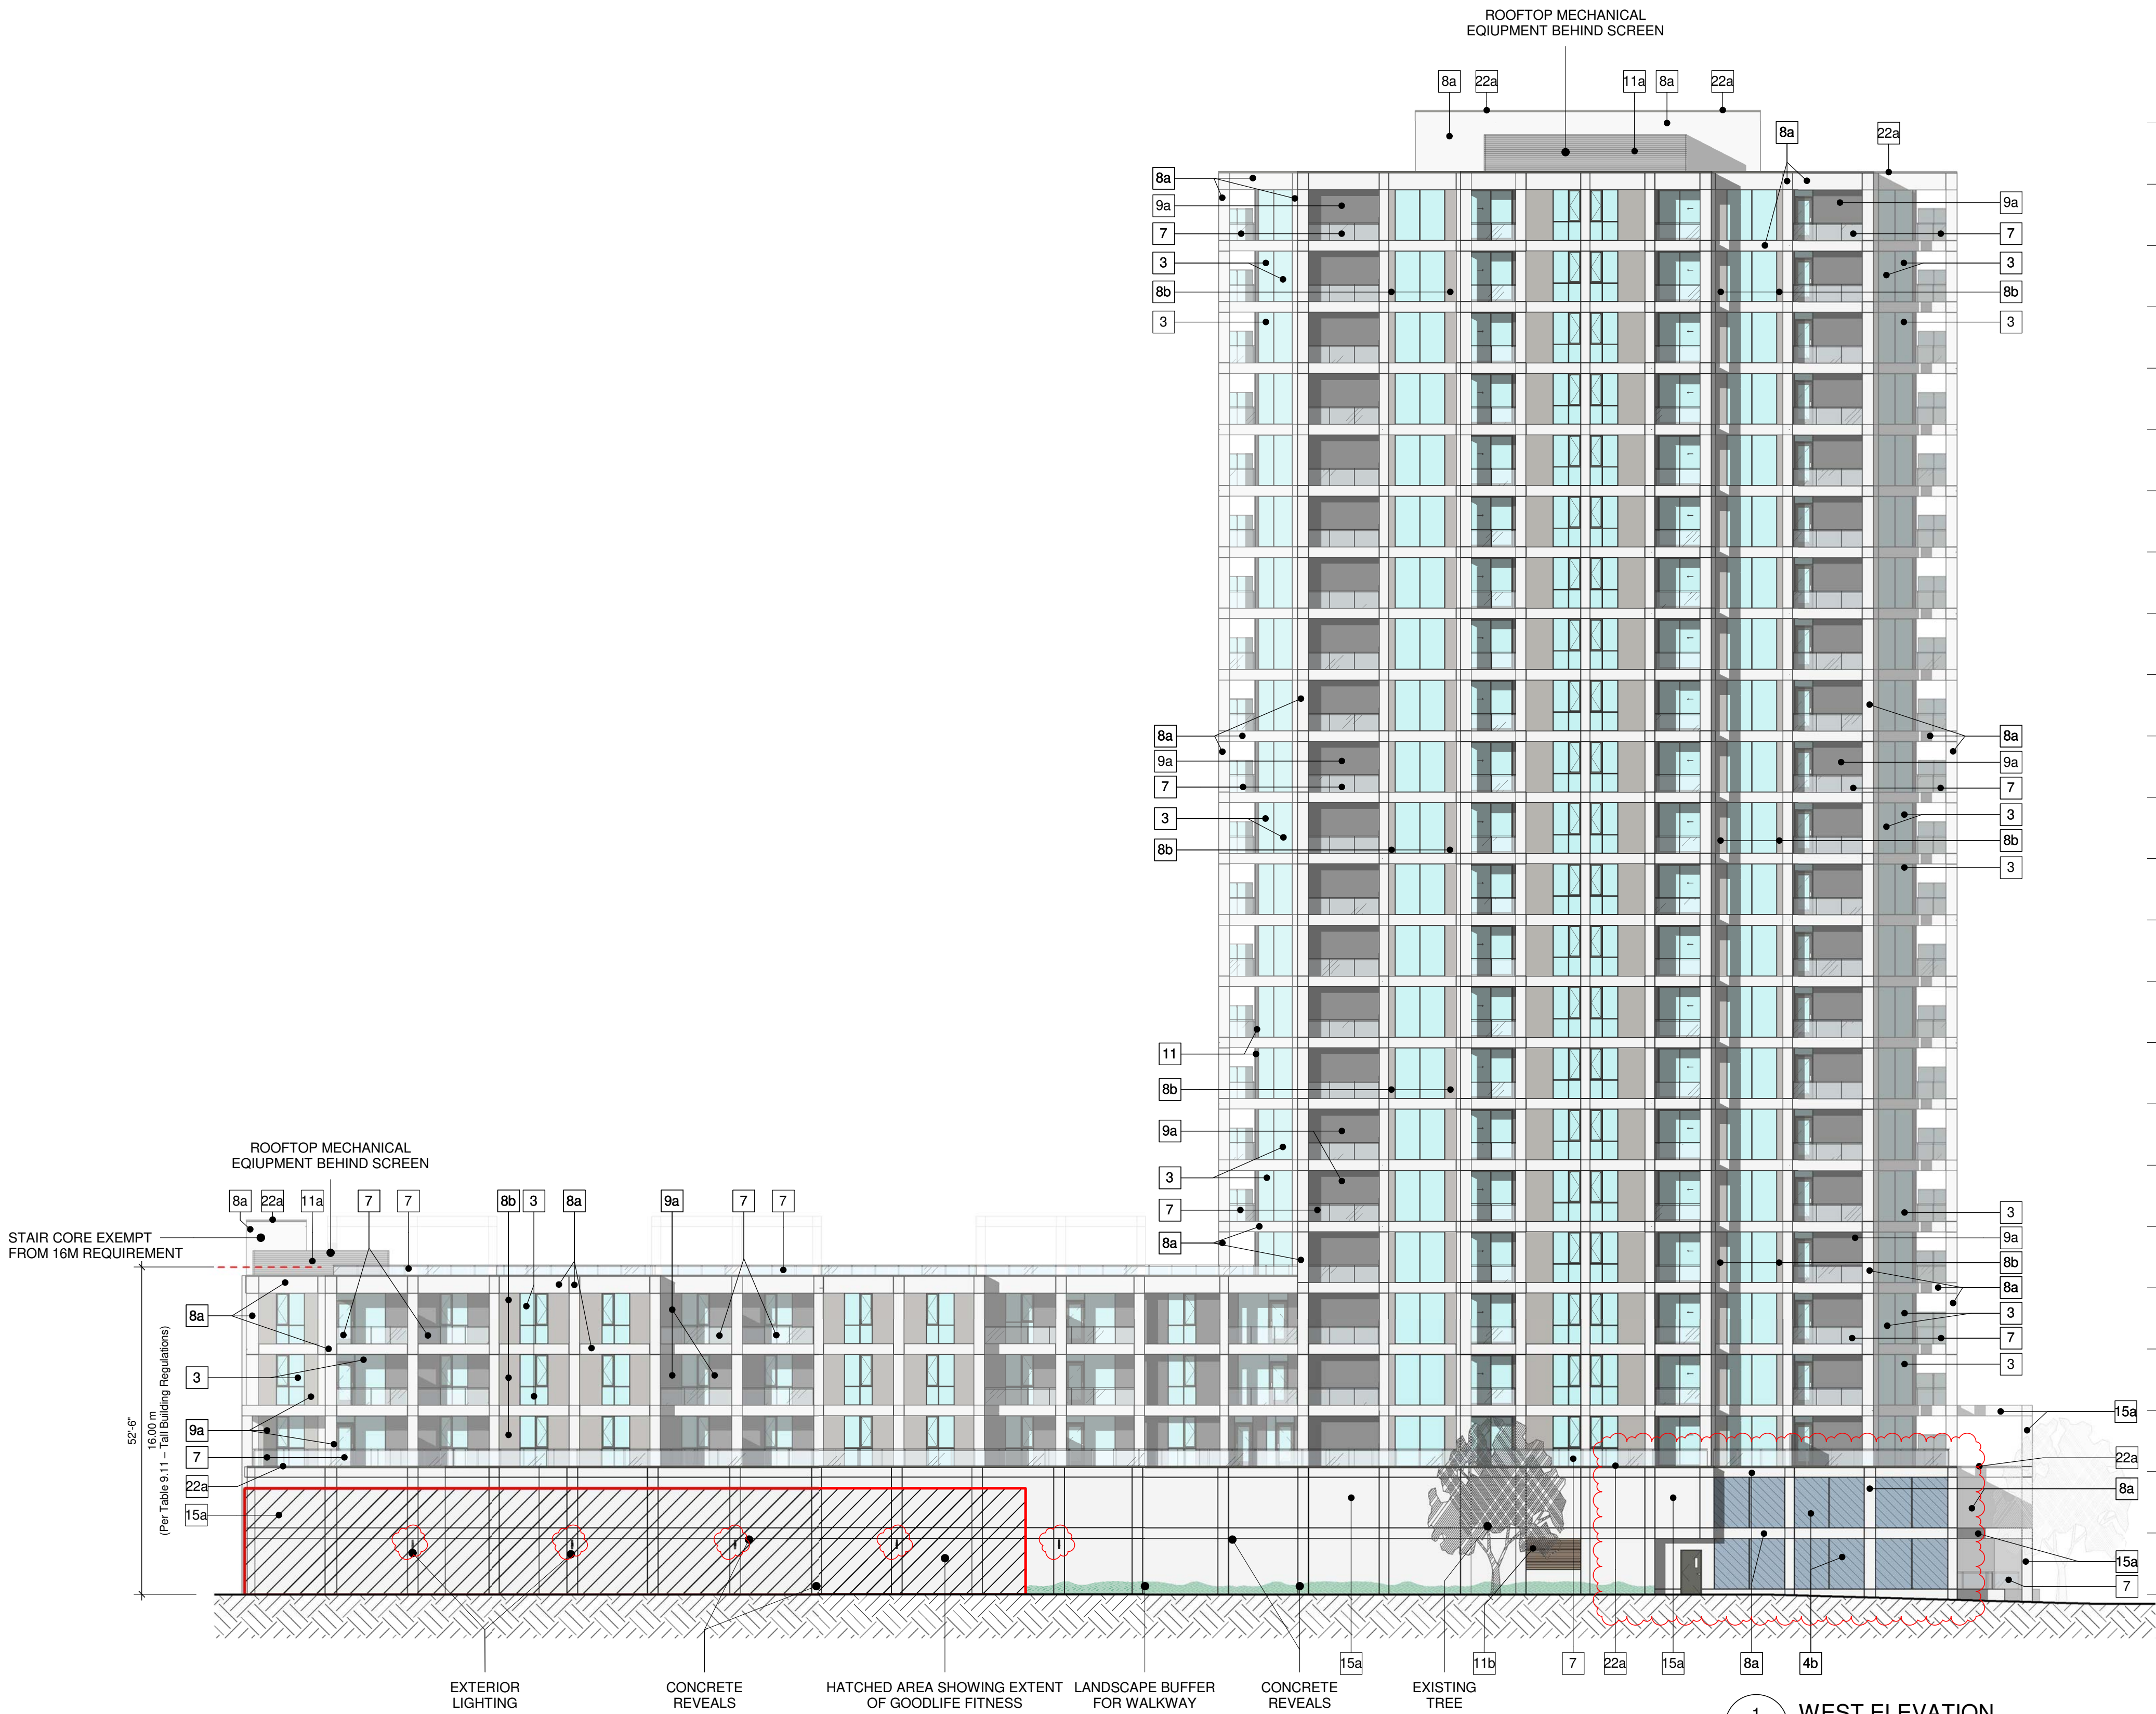 ROOFTOP MECHANICAL
EQIUPMENT BEHIND SCREEN
8a 22a 11a 8a 22a
8a 22a
8a
9a 9a
7 7
3 3
8b 8b
3 3
8a 8a
9a 9a
7 7
3 3
8b 8b
3
11
8b
9a
3
7
8a
3
9a
8b
8a
3
7
3
ROOFTOP MECHANICAL
EQIUPMENT BEHIND SCREEN
8a 22a 11a 7 7 8b 3 8a 9a 7 7
STAIR CORE EXEMPT
FROM 16M REQUIREMENT
8a
3
9a
7
22a
15a
52'-6"
16.00 m
(Per Table 9.11 – Tall Building Regulations)
15a
22a
8a
15a
7
15a 11b 7 22a 15a 8a 4b
EXTERIOR
LIGHTING
CONCRETE
REVEALS
HATCHED AREA SHOWING EXTENT
OF GOODLIFE FITNESS
LANDSCAPE BUFFER
FOR WALKWAY
CONCRETE
REVEALS
EXISTING
TREE
1 WEST ELEVATION